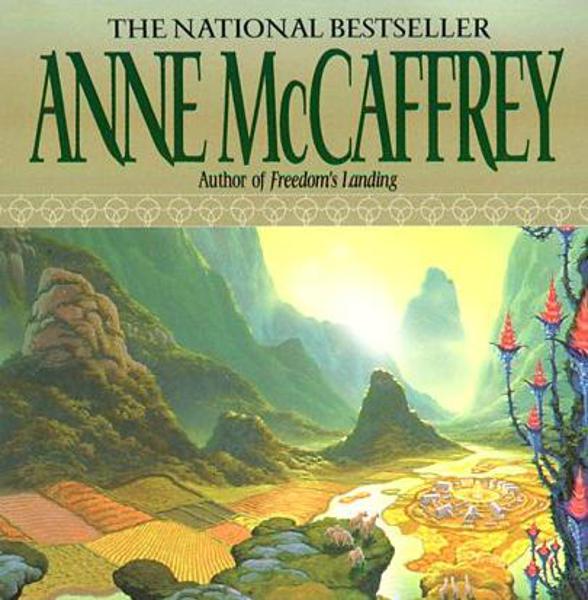 THE NATIONAL BESTSELLER
ANNE McCAFFREY
Author of Freedom's Landing